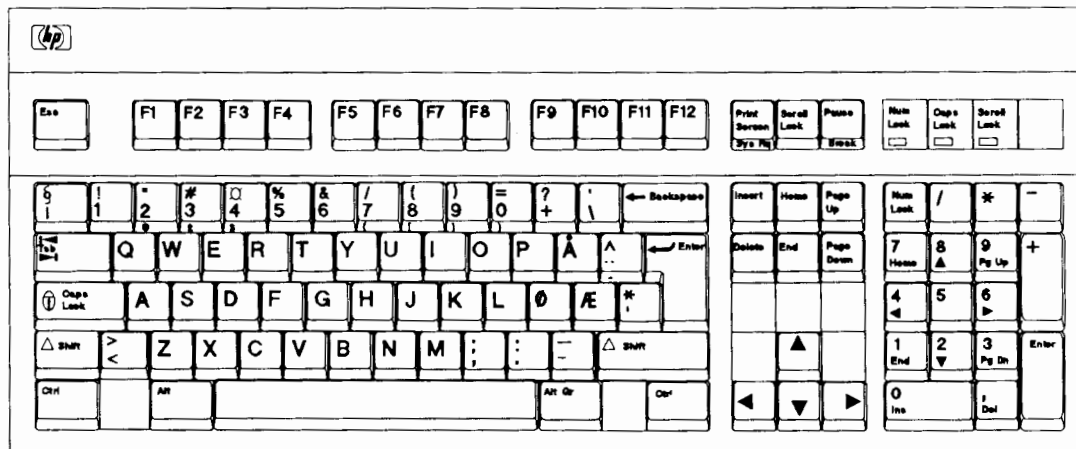 hp
Esc F1 F2 F3 F4 F5 F6 F7 F8 F9 F10 F11 F12 Print Screen Sys Rq Scroll Lock Pause Break Num Lock Caps Lock Scroll Lock
§ ! " # ¤ % & / ( ) = ? ` Backspace Insert Home Page Up Num Lock / * -
1 2 3 4 5 6 7 8 9 0 + \
Tab Q W E R T Y U I O P Å ^ ¨ Enter Delete End Page Down 7 Home 8 9 Pg Up +
Caps Lock A S D F G H J K L Ø Æ * ' 4 5 6
Shift > < Z X C V B N M ; , : . _ - Shift 1 End 2 3 Pg Dn Enter
Ctrl Alt Alt Gr Ctrl 0 Ins , Del